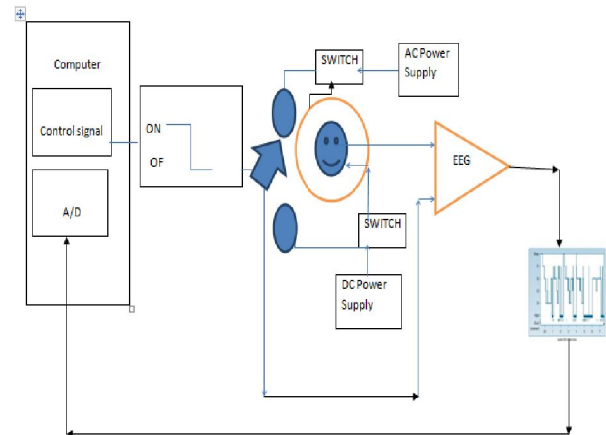 Computer
Control signal
A/D
ON
OF
SWITCH
AC Power
Supply
EEG
SWITCH
DC Power
Supply